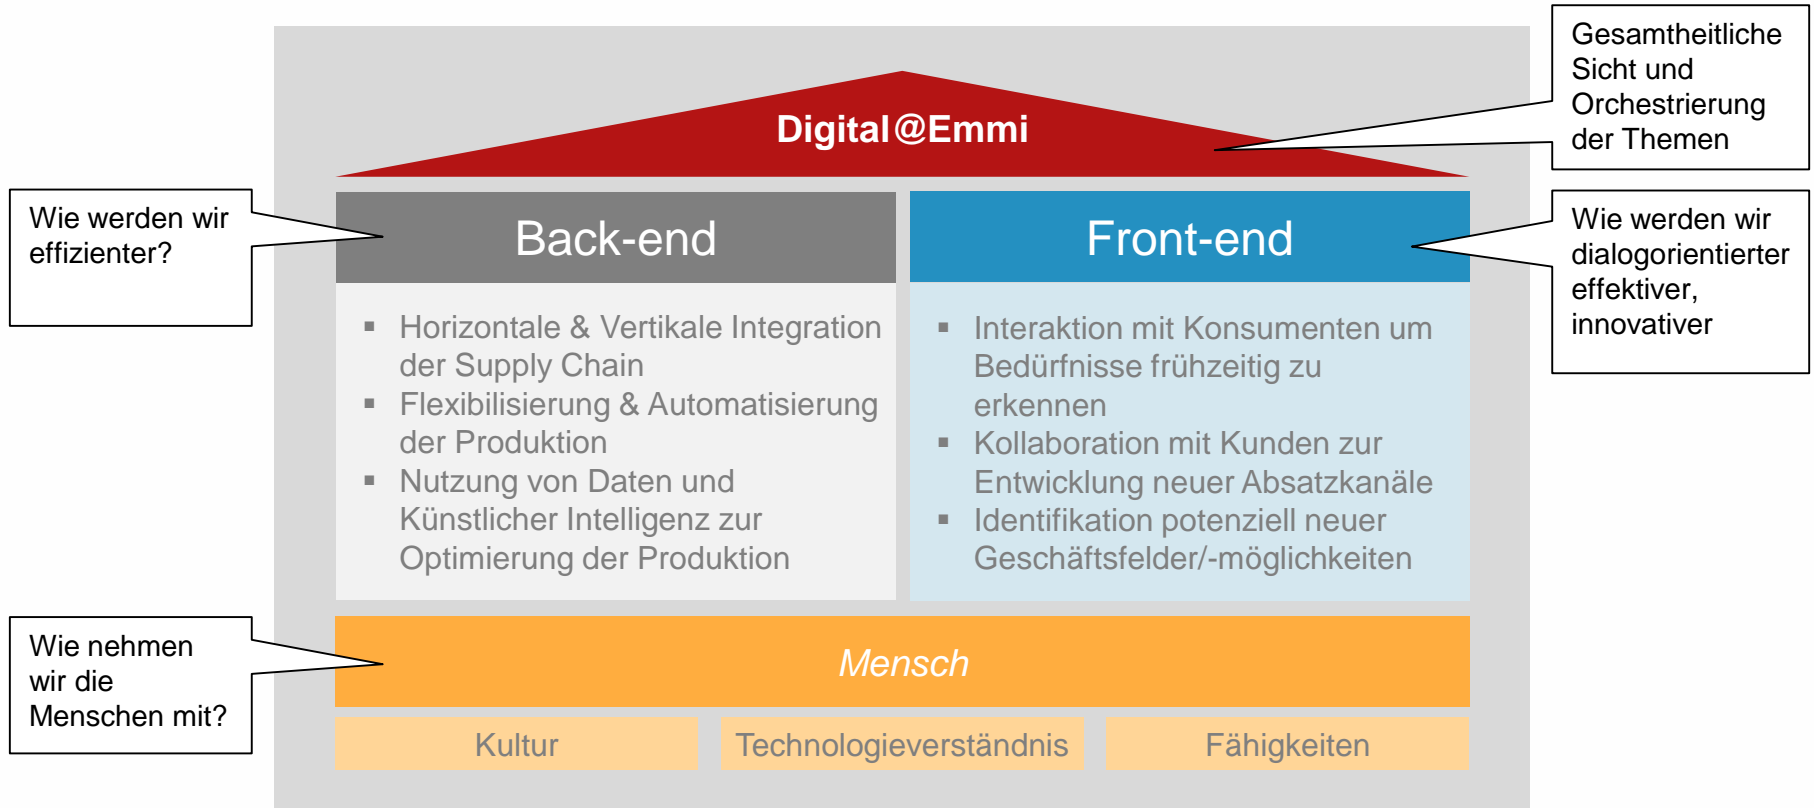 Gesamtheitliche
Sicht und
Orchestrierung
der Themen
Digital@Emmi
Wie werden wir
effizienter?
Back-end
Front-end
Wie werden wir
dialogorientierter
effektiver,
innovativer
▪ Horizontale & Vertikale Integration
der Supply Chain
▪ Flexibilisierung & Automatisierung
der Produktion
▪ Nutzung von Daten und
Künstlicher Intelligenz zur
Optimierung der Produktion
▪ Interaktion mit Konsumenten um
Bedürfnisse frühzeitig zu
erkennen
▪ Kollaboration mit Kunden zur
Entwicklung neuer Absatzkanäle
▪ Identifikation potenziell neuer
Geschäftsfelder/-möglichkeiten
Wie nehmen
wir die
Menschen mit?
Mensch
Kultur
Technologieverständnis
Fähigkeiten